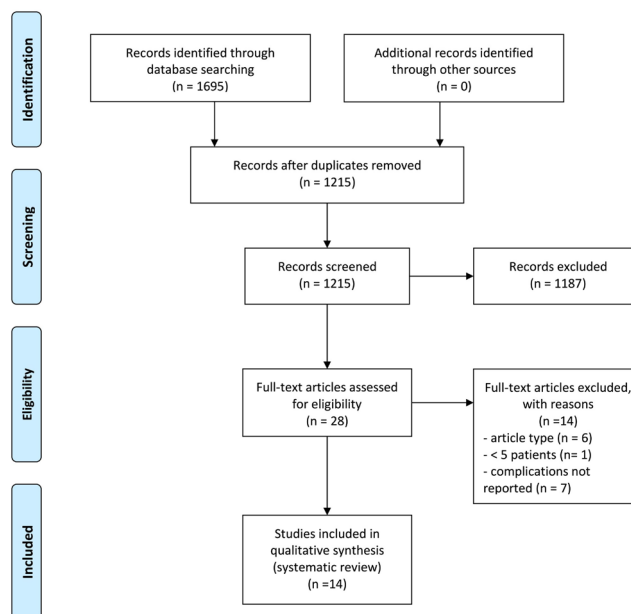 Identification
Records identified through
database searching
(n = 1695)
Additional records identified
through other sources
(n = 0)
Records after duplicates removed
(n = 1215)
Screening
Records screened
(n = 1215)
Records excluded
(n = 1187)
Eligibility
Full-text articles assessed
for eligibility
(n = 28)
Full-text articles excluded,
with reasons
(n =14)
- article type (n = 6)
- < 5 patients (n= 1)
- complications not
reported (n = 7)
Included
Studies included in
qualitative synthesis
(systematic review)
(n =14)